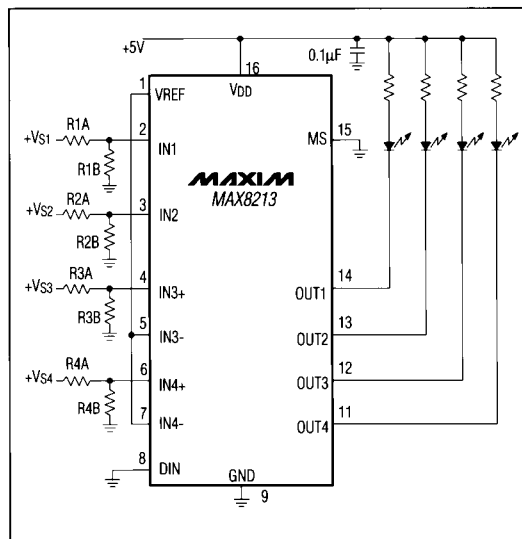 +5V
0.1µF
16
VDD
1
VREF
R1A
+VS1
2
IN1
R1B
MS
15
MAXIM
MAX8213
R2A
+VS2
3
IN2
R2B
R3A
+VS3
4
IN3+
R3B
14
OUT1
5
IN3-
13
OUT2
R4A
+VS4
6
IN4+
R4B
12
OUT3
7
IN4-
11
OUT4
8
DIN
GND
9